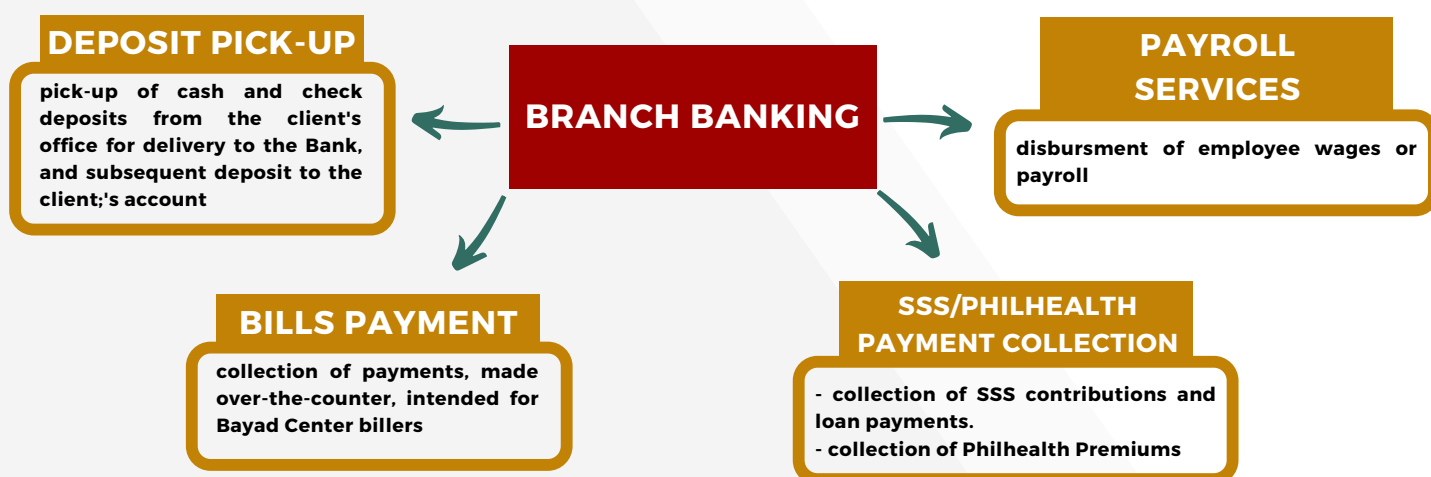 DEPOSIT PICK-UP
pick-up of cash and check
deposits from the client's
office for delivery to the Bank,
and subsequent deposit to the
client;'s account
BRANCH BANKING
PAYROLL
SERVICES
disbursment of employee wages or
payroll
BILLS PAYMENT
collection of payments, made
over-the-counter, intended for
Bayad Center billers
SSS/PHILHEALTH
PAYMENT COLLECTION
- collection of SSS contributions and
loan payments.
- collection of Philhealth Premiums